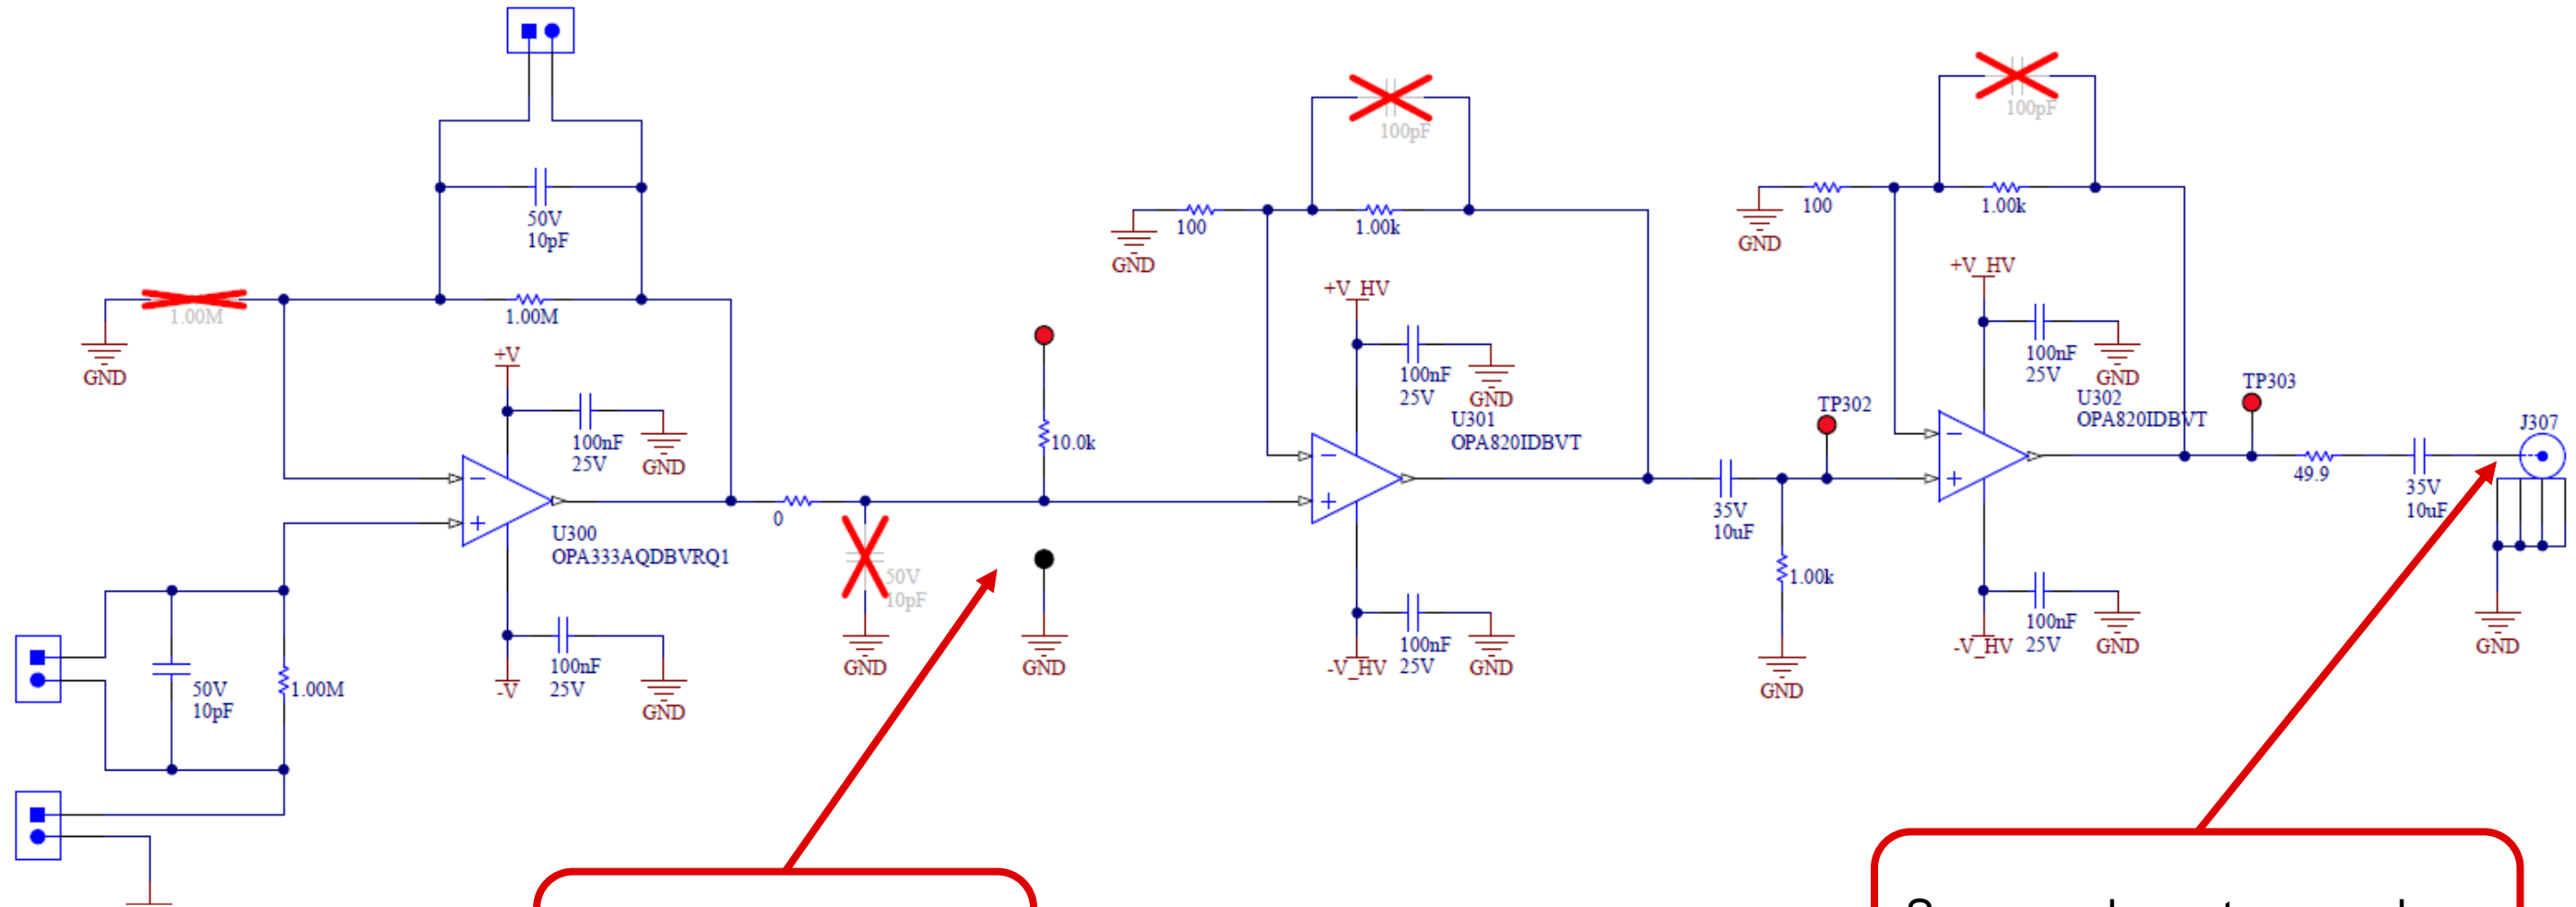 50V
10pF
1.00M
GND
1.00M
+V
100nF
25V
GND
U300
OPA333AQDBVRQ1
50V
10pF
1.00M
-V
100nF
25V
GND
0
50V
10pF
GND
10.0k
GND
100pF
100
1.00k
GND
+V_HV
100nF
25V
GND
U301
OPA820IDBVT
-V_HV
100nF
25V
GND
35V
10uF
TP302
1.00k
GND
100pF
100
1.00k
GND
+V_HV
100nF
25V
GND
U302
OPA820IDBVT
-V_HV
100nF
25V
GND
TP303
49.9
35V
10uF
J307
GND